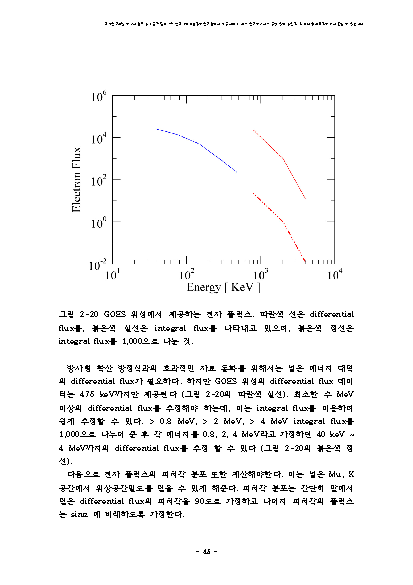 10⁶
10⁴
10²
10⁰
10⁻²
10¹
10²
10³
10⁴
Electron Flux
Energy [ KeV ]
그림 2-20 GOES 위성에서 제공하는 전자 플럭스. 파란색 선은 differential
flux를, 붉은색 실선은 integral flux를 나타내고 있으며, 붉은색 점선은
integral flux를 1,000으로 나눈 것.
방사형 확산 방정식과의 효과적인 자료 동화를 위해서는 넓은 에너지 대역
의 differential flux가 필요하다. 하지만 GOES 위성의 differential flux 데이
터는 475 keV까지만 제공된다 (그림 2-20의 파란색 실선). 최소한 수 MeV
이상의 differential flux를 추정해야 하는데, 이는 integral flux를 이용하여
쉽게 추정할 수 있다. > 0.8 MeV, > 2 MeV, > 4 MeV integral flux를
1,000으로 나누어 준 후 각 에너지를 0.8, 2, 4 MeV라고 가정하면 40 keV ~
4 MeV까지의 differential flux를 추정 할 수 있다 (그림 2-20의 붉은색 점
선).
다음으로 전자 플럭스의 피치각 분포 또한 계산해야한다. 이는 넓은 Mu, K
공간에서 위상공간밀도를 얻을 수 있게 해준다. 피치각 분포는 간단히 앞에서
얻은 differential flux의 피치각을 90도로 가정하고 나머지 피치각의 플럭스
는 sinα 에 비례하도록 가정한다.
- 45 -